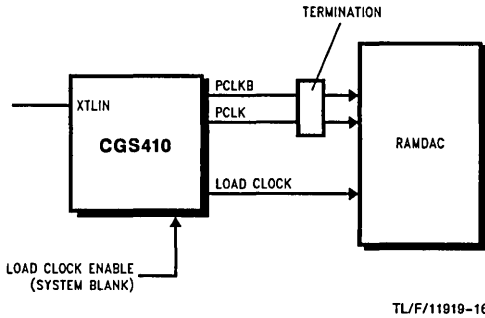 TERMINATION
PCLKB
XTLIN
PCLK
CGS410
RAMDAC
LOAD CLOCK
LOAD CLOCK ENABLE
(SYSTEM BLANK)
TL/F/11919-16